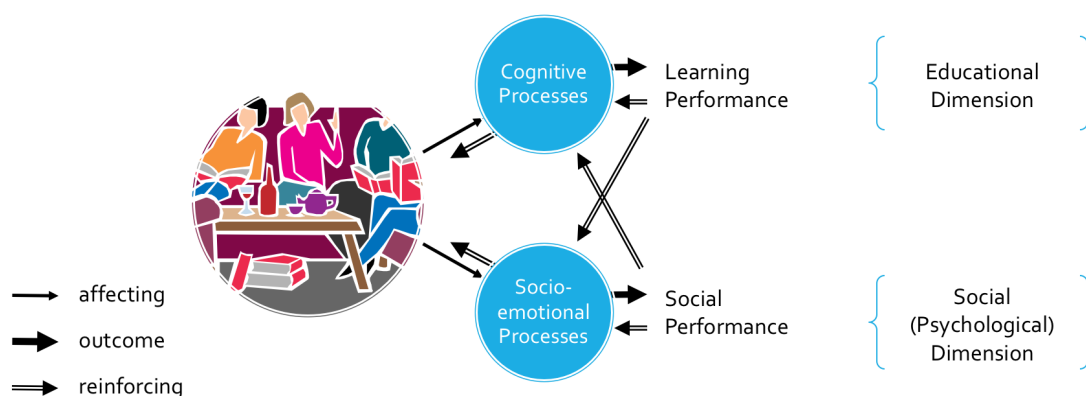 Cognitive
Processes
Learning
Performance
Educational
Dimension
Socio-
emotional
Processes
Social
Performance
Social
(Psychological)
Dimension
affecting
outcome
reinforcing